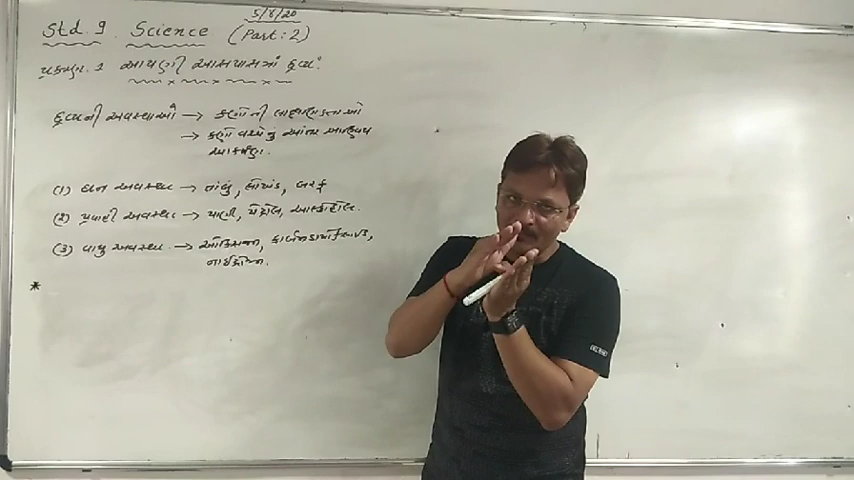 5/6/20
Std. 9 Science (Part: 2)
પ્રકરણ. 1 આપણી આસપાસમાં દ્રવ્ય.
દ્રવ્યની અવસ્થાઓ → કણોની લાક્ષણિકતાઓ
→ કણો વચ્ચેનું આંતર આણ્વીય
આકર્ષણ.
(1) ઘન અવસ્થા → તાંબુ, લોખંડ, બરફ
(2) પ્રવાહી અવસ્થા → પાણી, પેટ્રોલ, આલ્કોહોલ.
(3) વાયુ અવસ્થા → ઓક્સિજન, કાર્બનડાયોક્સાઇડ,
નાઇટ્રોજન.
*